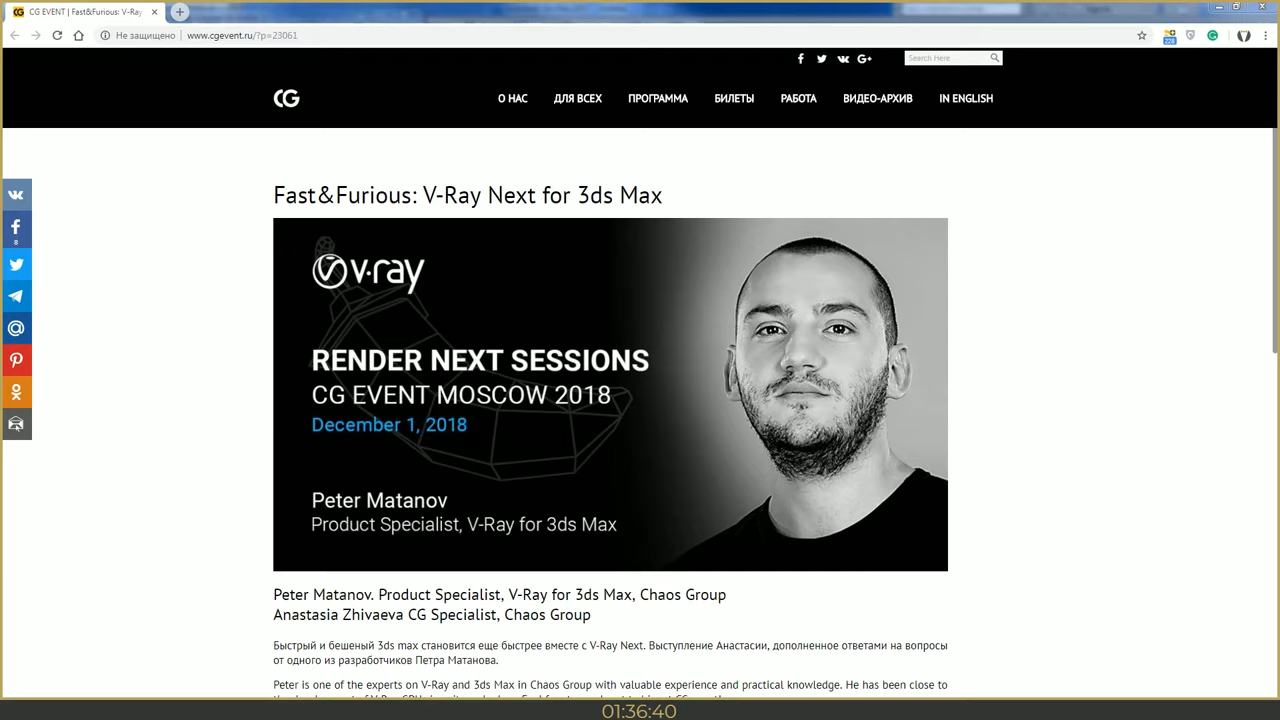 CG EVENT | Fast&Furious: V-Ray
Не защищено | www.cgevent.ru/?p=23061
228
Search Here
CG
О НАС ДЛЯ ВСЕХ ПРОГРАММА БИЛЕТЫ РАБОТА ВИДЕО-АРХИВ IN ENGLISH
Fast&Furious: V-Ray Next for 3ds Max
8
v·ray
RENDER NEXT SESSIONS
CG EVENT MOSCOW 2018
December 1, 2018
Peter Matanov
Product Specialist, V-Ray for 3ds Max
Peter Matanov. Product Specialist, V-Ray for 3ds Max, Chaos Group
Anastasia Zhivaeva CG Specialist, Chaos Group
Быстрый и бешеный 3ds max становится еще быстрее вместе с V-Ray Next. Выступление Анастасии, дополненное ответами на вопросы
от одного из разработчиков Петра Матанова.
Peter is one of the experts on V-Ray and 3ds Max in Chaos Group with valuable experience and practical knowledge. He has been close to
01:36:40